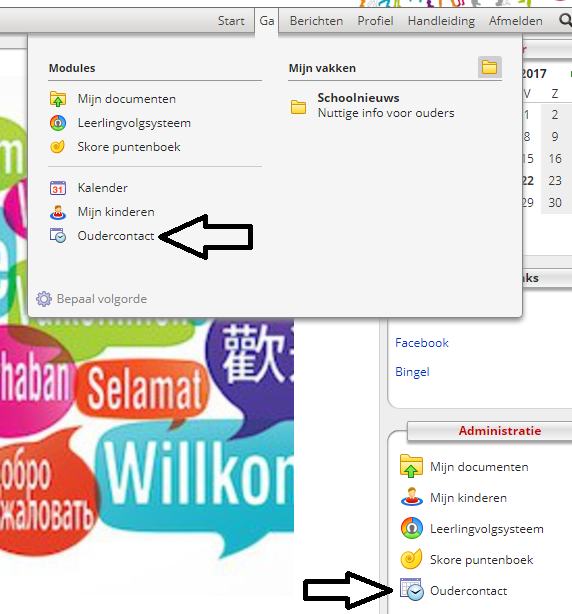 Start Ga Berichten Profiel Handleiding Afmelden
Modules
Mijn documenten
Leerlingvolgsysteem
Skore puntenboek
31
Kalender
Mijn kinderen
Oudercontact
Bepaal volgorde
Mijn vakken
Schoolnieuws
Nuttige info voor ouders
2017
V Z
1 2
8 9
15 16
22 23
29 30
Facebook
Bingel
Administratie
Mijn documenten
Mijn kinderen
Leerlingvolgsysteem
Skore puntenboek
Oudercontact
haban
Selamat
歡
Willkon
обро
жаловать